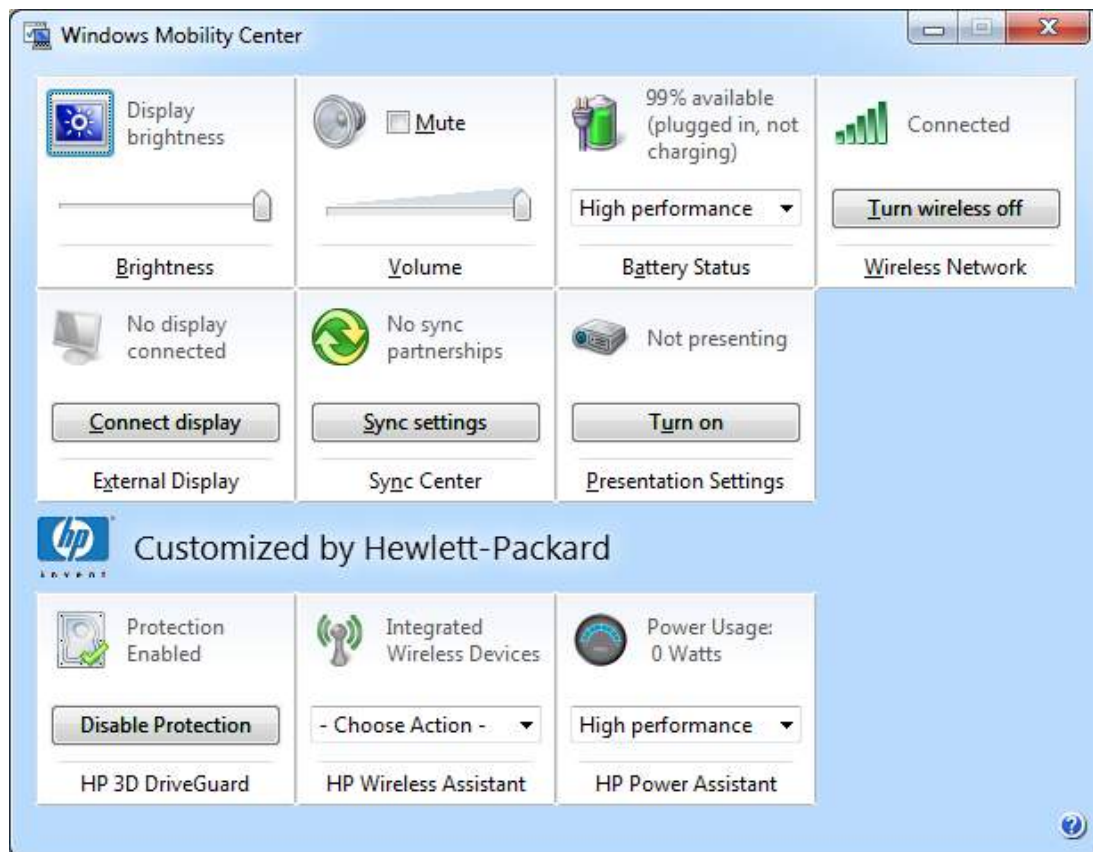 Windows Mobility Center
Display
brightness
Brightness
Mute
Volume
99% available
(plugged in, not
charging)
High performance
Battery Status
Connected
Turn wireless off
Wireless Network
No display
connected
Connect display
External Display
No sync
partnerships
Sync settings
Sync Center
Not presenting
Turn on
Presentation Settings
hp
invent
Customized by Hewlett-Packard
Protection
Enabled
Disable Protection
HP 3D DriveGuard
Integrated
Wireless Devices
- Choose Action -
HP Wireless Assistant
Power Usage:
0 Watts
High performance
HP Power Assistant